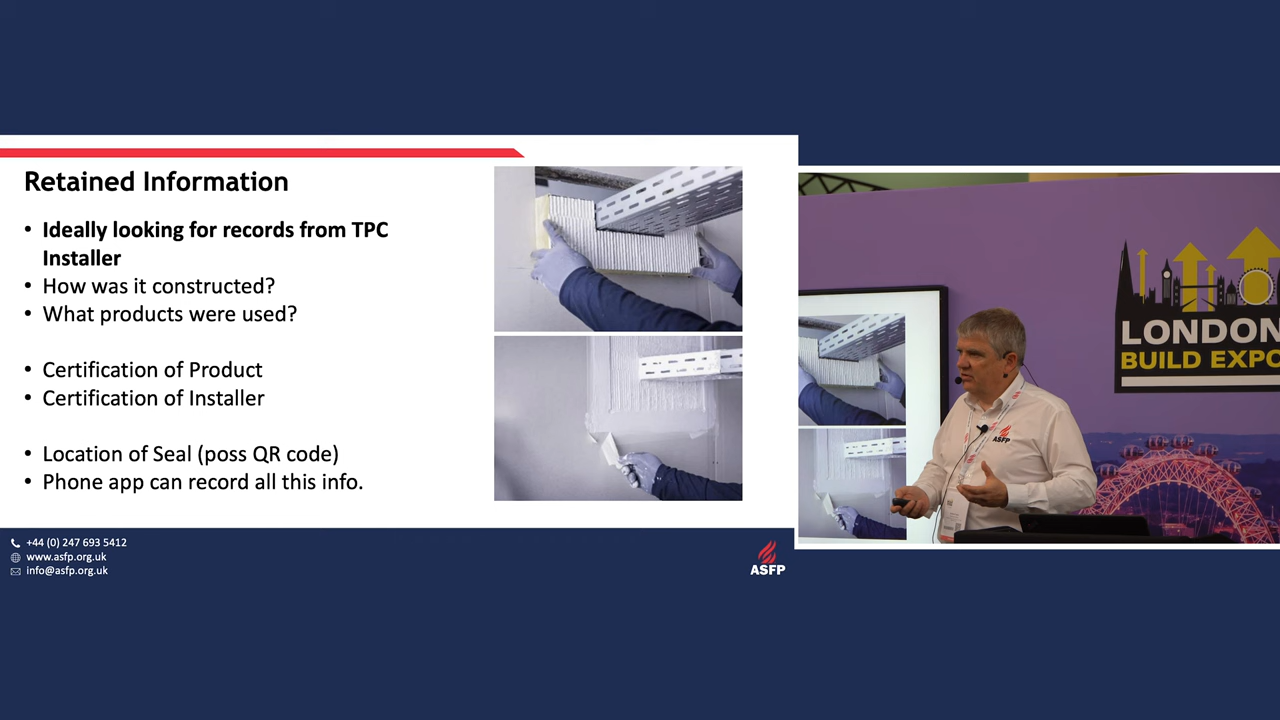 Retained Information
• Ideally looking for records from TPC
Installer
• How was it constructed?
• What products were used?
• Certification of Product
• Certification of Installer
• Location of Seal (poss QR code)
• Phone app can record all this info.
+44 (0) 247 693 5412
www.asfp.org.uk
info@asfp.org.uk
ASFP
LONDON
BUILD EXPO
ASFP